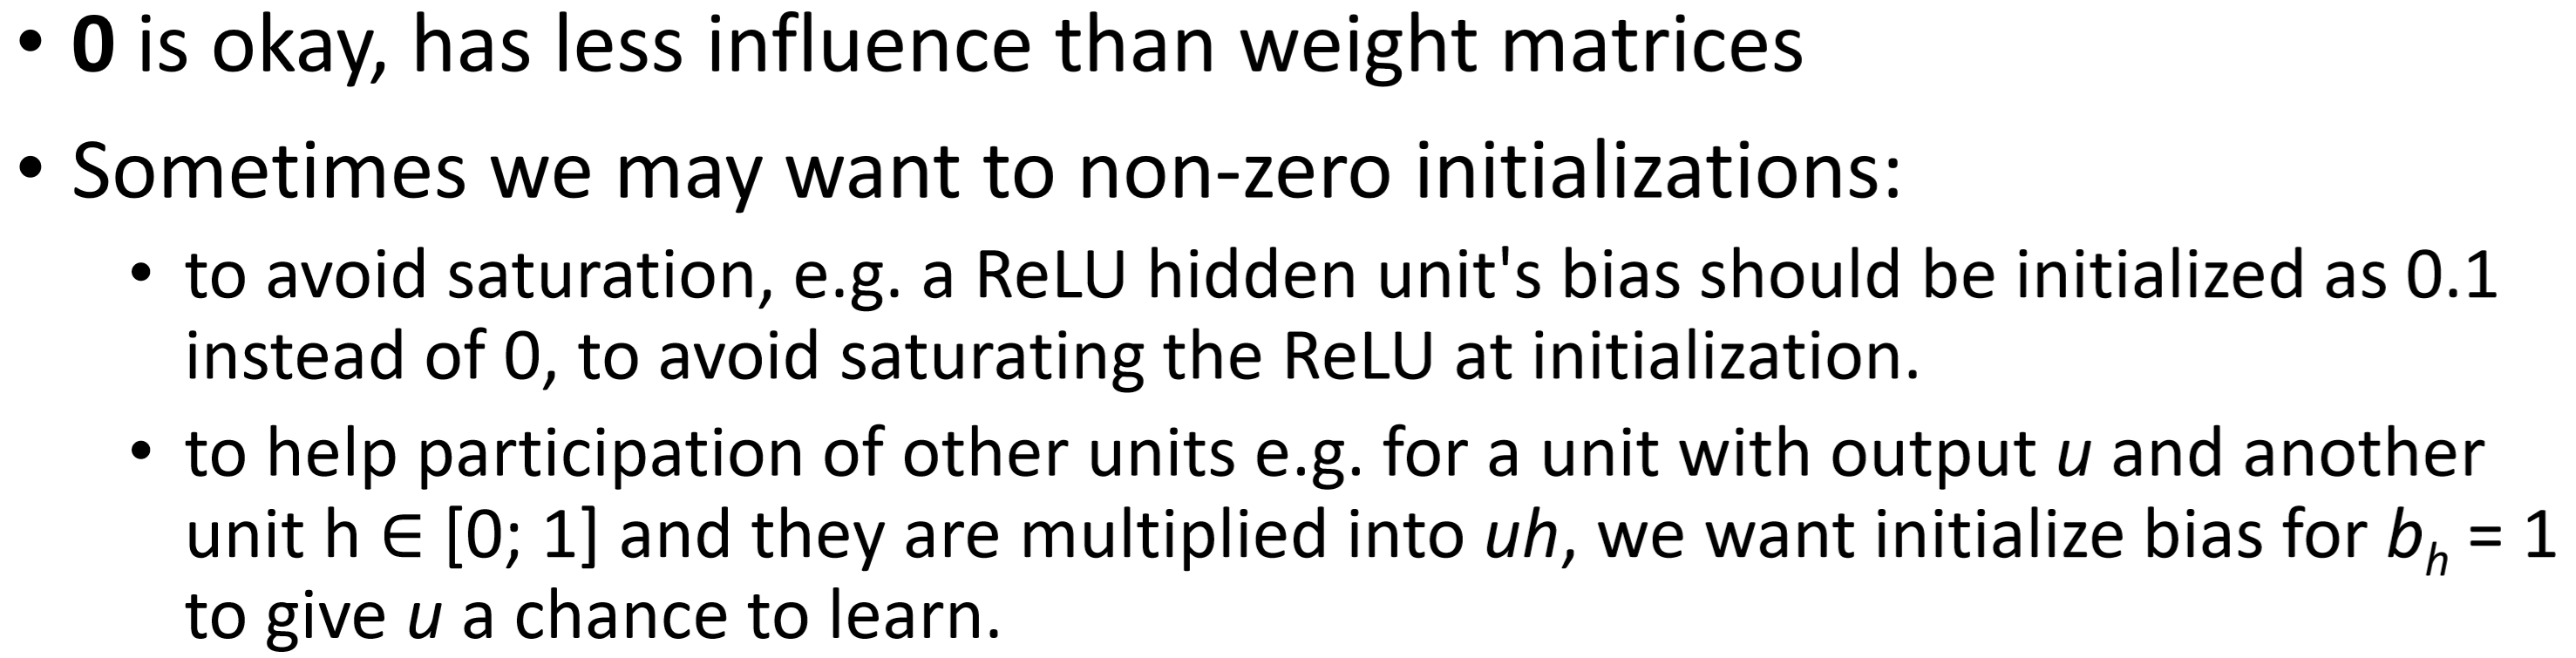 • 0 is okay, has less influence than weight matrices
• Sometimes we may want to non-zero initializations:
• to avoid saturation, e.g. a ReLU hidden unit's bias should be initialized as 0.1
instead of 0, to avoid saturating the ReLU at initialization.
• to help participation of other units e.g. for a unit with output u and another
unit h ∈ [0; 1] and they are multiplied into uh, we want initialize bias for b_h = 1
to give u a chance to learn.